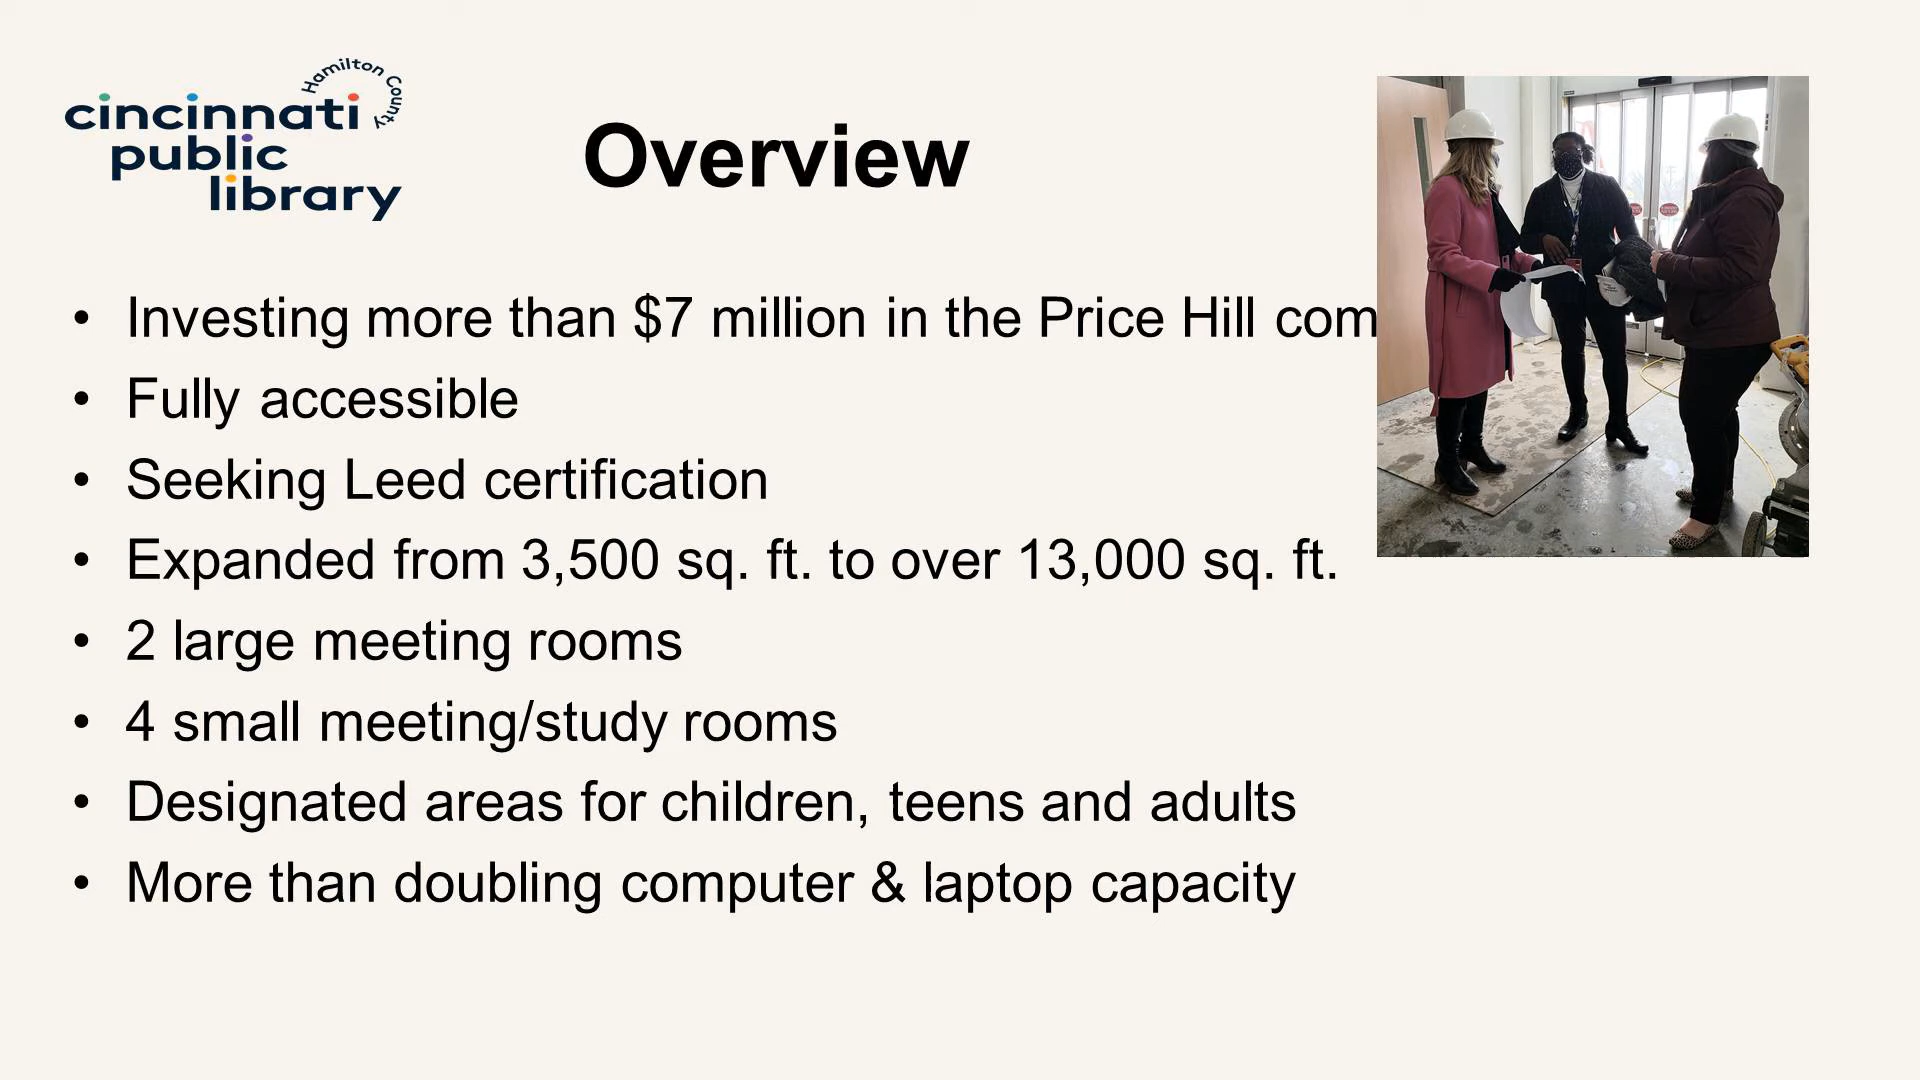 Hamilton County
cincinnati
public
library
Overview
• Investing more than $7 million in the Price Hill com
• Fully accessible
• Seeking Leed certification
• Expanded from 3,500 sq. ft. to over 13,000 sq. ft.
• 2 large meeting rooms
• 4 small meeting/study rooms
• Designated areas for children, teens and adults
• More than doubling computer & laptop capacity